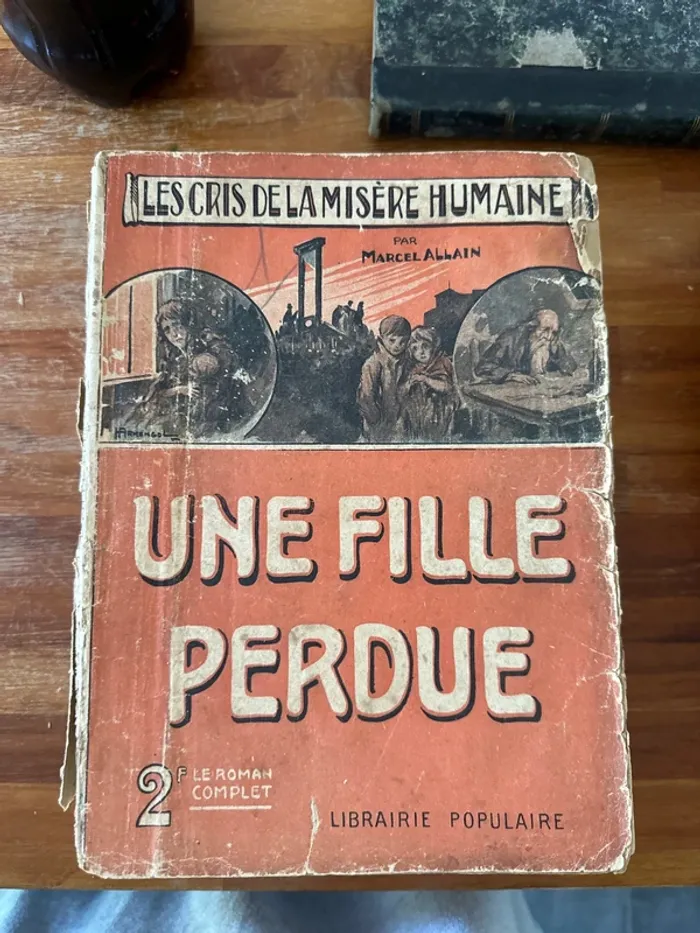 LES CRIS DE LA MISÈRE HUMAINE
PAR
MARCEL ALLAIN
UNE FILLE
PERDUE
2F LE ROMAN
COMPLET
LIBRAIRIE POPULAIRE